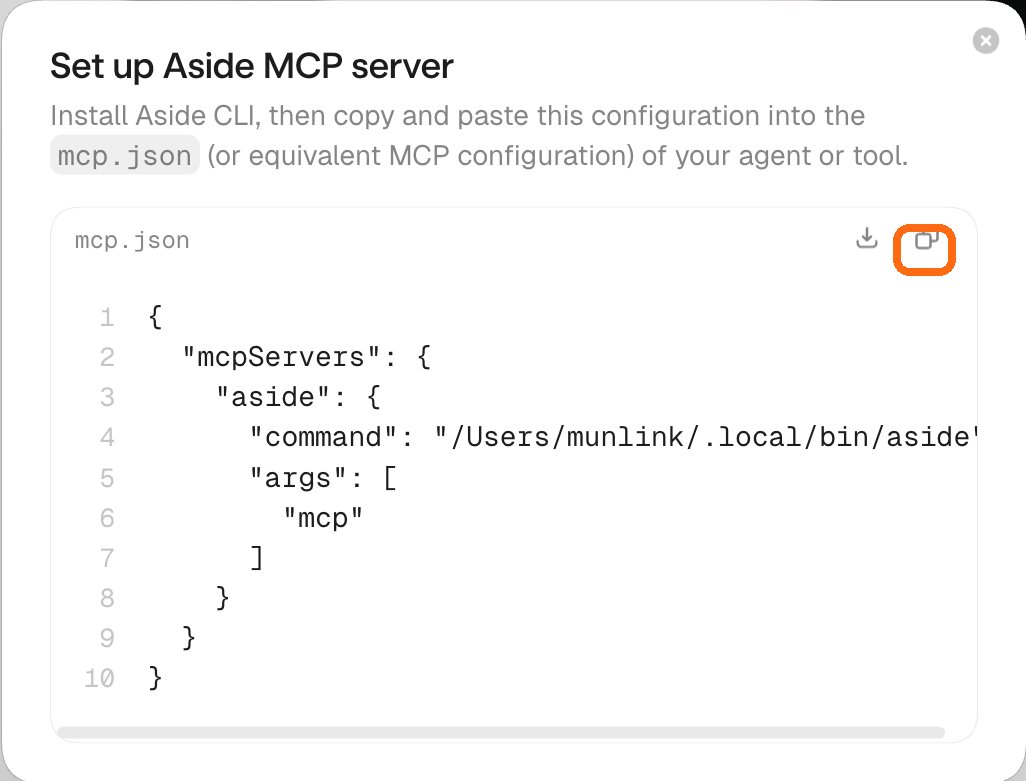 Set up Aside MCP server
Install Aside CLI, then copy and paste this configuration into the
mcp.json (or equivalent MCP configuration) of your agent or tool.
mcp.json
1 {
2   "mcpServers": {
3     "aside": {
4       "command": "/Users/munlink/.local/bin/aside"
5       "args": [
6         "mcp"
7       ]
8     }
9   }
10 }